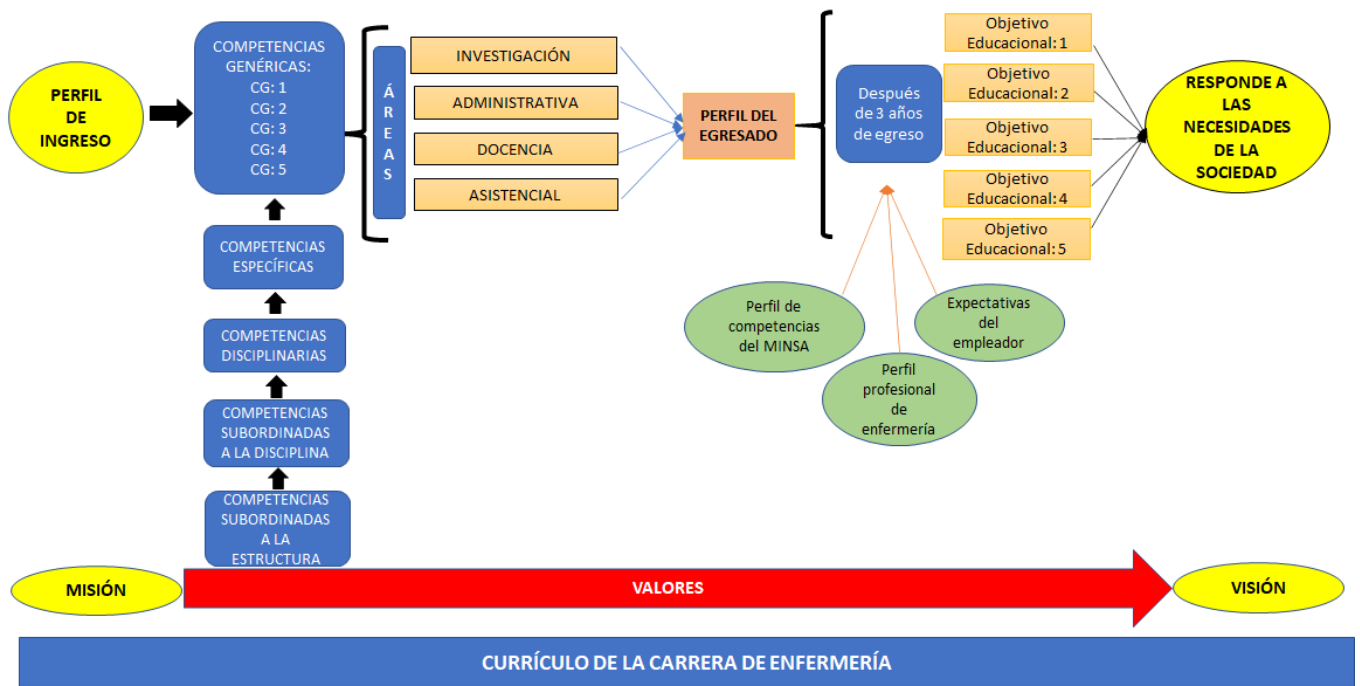 PERFIL
DE
INGRESO
COMPETENCIAS
GENÉRICAS:
CG: 1
CG: 2
CG: 3
CG: 4
CG: 5
COMPETENCIAS
ESPECÍFICAS
COMPETENCIAS
DISCIPLINARIAS
COMPETENCIAS
SUBORDINADAS
A LA DISCIPLINA
COMPETENCIAS
SUBORDINADAS
A LA
ESTRUCTURA
ÁREAS
INVESTIGACIÓN
ADMINISTRATIVA
DOCENCIA
ASISTENCIAL
PERFIL DEL
EGRESADO
Después
de 3 años
de egreso
Objetivo
Educacional: 1
Objetivo
Educacional: 2
Objetivo
Educacional: 3
Objetivo
Educacional: 4
Objetivo
Educacional: 5
RESPONDE A
LAS
NECESIDADES
DE LA
SOCIEDAD
Perfil de
competencias
del MINSA
Perfil
profesional
de
enfermería
Expectativas
del
empleador
MISIÓN
VALORES
VISIÓN
CURRÍCULO DE LA CARRERA DE ENFERMERÍA